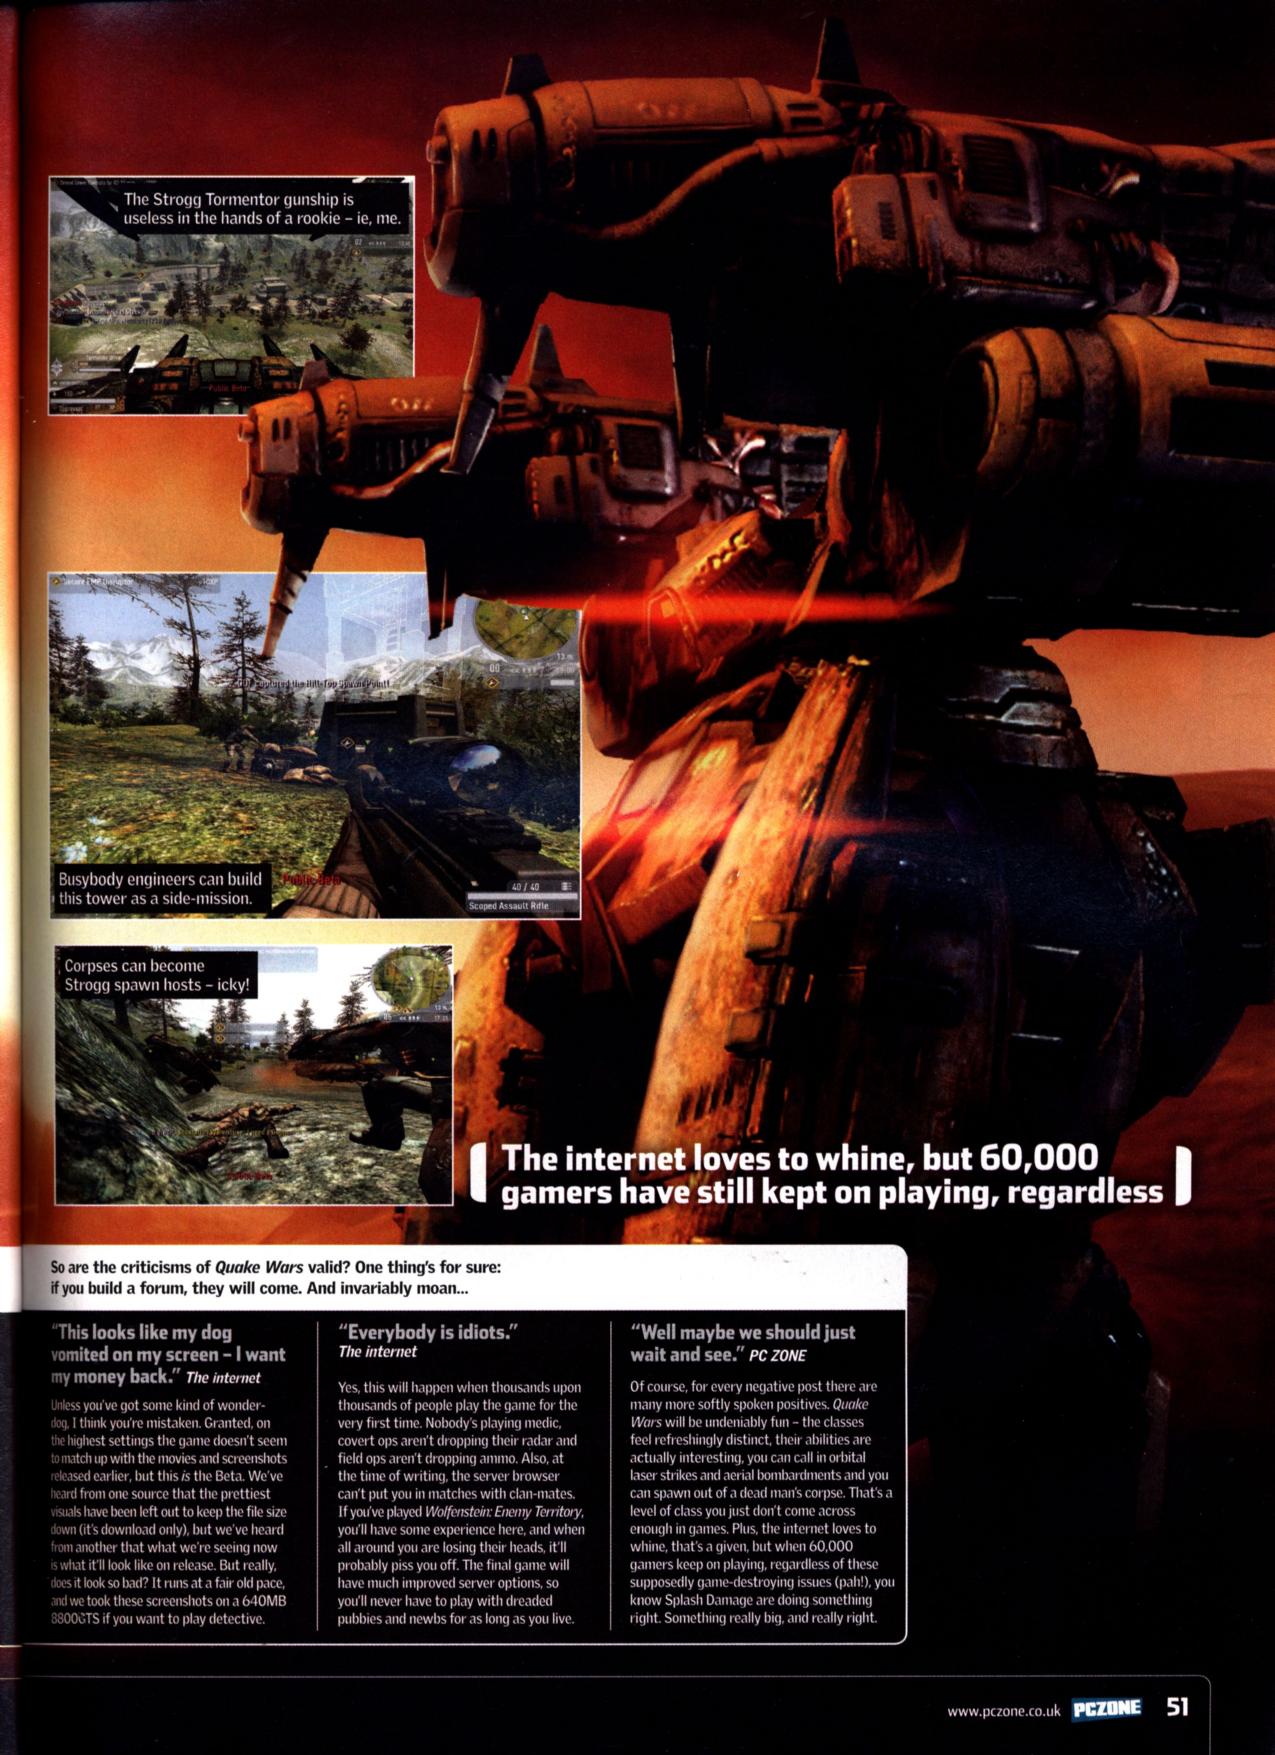 The Strogg Tormentor gunship is
useless in the hands of a rookie – ie, me.
Public Beta
Secure EMP Disruptor
GDF captured the Hill-Top Spawn Point!
Busybody engineers can build
this tower as a side-mission.
Public Beta
40 / 40
Scoped Assault Rifle
Corpses can become
Strogg spawn hosts – icky!
Public Beta
The internet loves to whine, but 60,000
gamers have still kept on playing, regardless
So are the criticisms of Quake Wars valid? One thing's for sure:
if you build a forum, they will come. And invariably moan...
“This looks like my dog
vomited on my screen – I want
my money back.” The internet
Unless you've got some kind of wonder-
dog, I think you're mistaken. Granted, on
the highest settings the game doesn't seem
to match up with the movies and screenshots
released earlier, but this is the Beta. We've
heard from one source that the prettiest
visuals have been left out to keep the file size
down (it's download only), but we've heard
from another that what we're seeing now
is what it'll look like on release. But really,
does it look so bad? It runs at a fair old pace,
and we took these screenshots on a 640MB
8800GTS if you want to play detective.
“Everybody is idiots.”
The internet
Yes, this will happen when thousands upon
thousands of people play the game for the
very first time. Nobody's playing medic,
covert ops aren't dropping their radar and
field ops aren't dropping ammo. Also, at
the time of writing, the server browser
can't put you in matches with clan-mates.
If you've played Wolfenstein: Enemy Territory,
you'll have some experience here, and when
all around you are losing their heads, it'll
probably piss you off. The final game will
have much improved server options, so
you'll never have to play with dreaded
pubbies and newbs for as long as you live.
“Well maybe we should just
wait and see.” PC ZONE
Of course, for every negative post there are
many more softly spoken positives. Quake
Wars will be undeniably fun – the classes
feel refreshingly distinct, their abilities are
actually interesting, you can call in orbital
laser strikes and aerial bombardments and you
can spawn out of a dead man's corpse. That's a
level of class you just don't come across
enough in games. Plus, the internet loves to
whine, that's a given, but when 60,000
gamers keep on playing, regardless of these
supposedly game-destroying issues (pah!), you
know Splash Damage are doing something
right. Something really big, and really right.
www.pczone.co.uk PCZONE 51